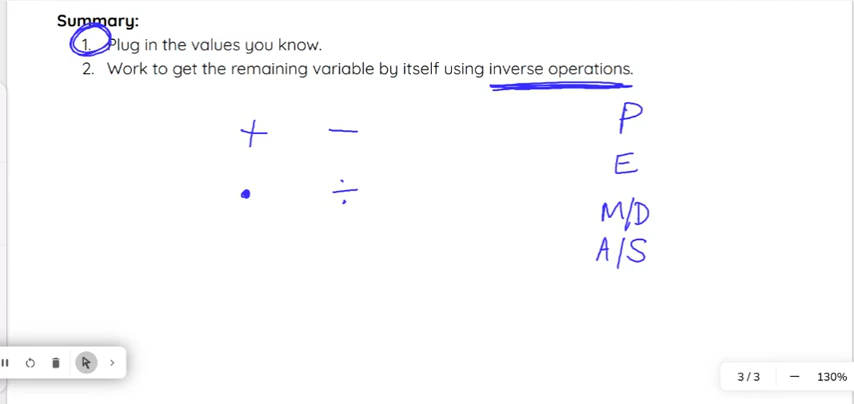 Summary:
1. Plug in the values you know.
2. Work to get the remaining variable by itself using inverse operations.
+ − P
E
• ÷
M/D
A/S
3 / 3 − 130%